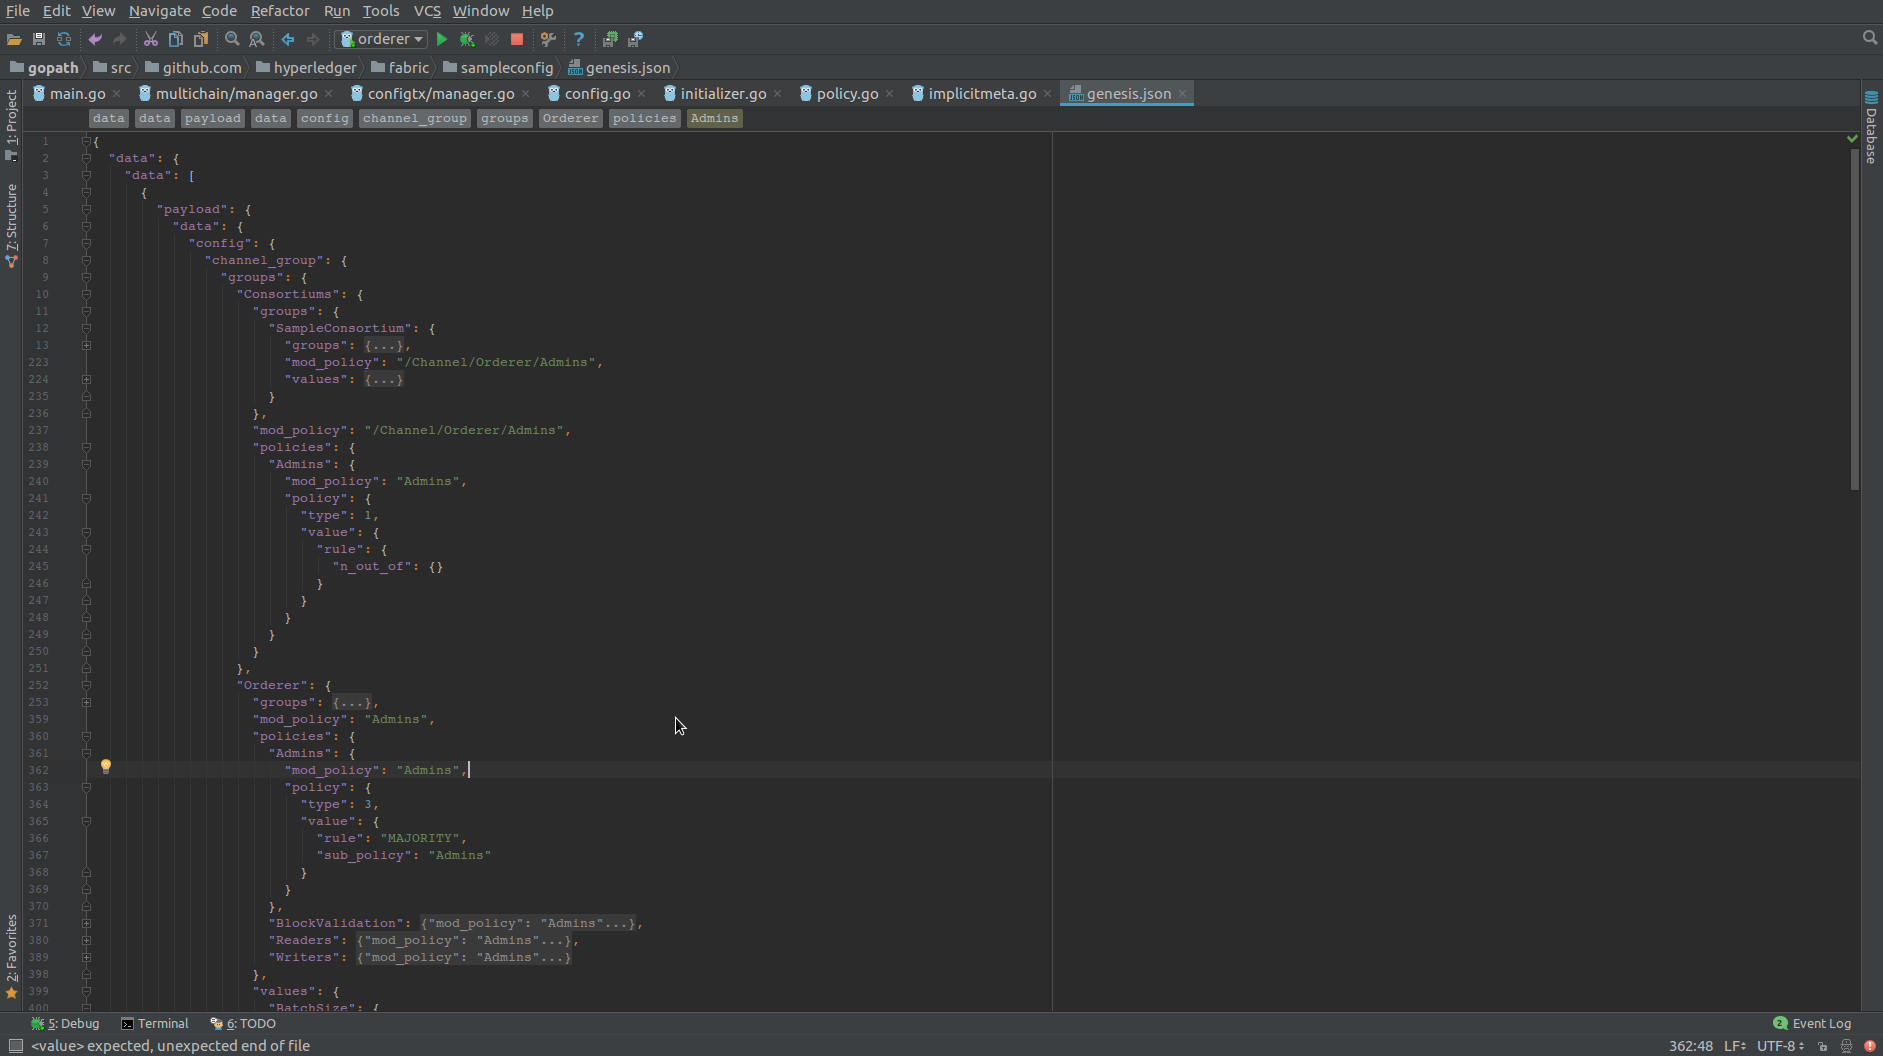 File Edit View Navigate Code Refactor Run Tools VCS Window Help
orderer
gopath src github.com hyperledger fabric sampleconfig genesis.json
main.go multichain/manager.go configtx/manager.go config.go initializer.go policy.go implicitmeta.go genesis.json
data data payload data config channel_group groups Orderer policies Admins
1: Project
7: Structure
2: Favorites
Database
1 {
2 "data": {
3 "data": [
4 {
5 "payload": {
6 "data": {
7 "config": {
8 "channel_group": {
9 "groups": {
10 "Consortiums": {
11 "groups": {
12 "SampleConsortium": {
13 "groups": {...},
223 "mod_policy": "/Channel/Orderer/Admins",
224 "values": {...}
235 }
236 },
237 "mod_policy": "/Channel/Orderer/Admins",
238 "policies": {
239 "Admins": {
240 "mod_policy": "Admins",
241 "policy": {
242 "type": 1,
243 "value": {
244 "rule": {
245 "n_out_of": {}
246 }
247 }
248 }
249 }
250 }
251 },
252 "Orderer": {
253 "groups": {...},
359 "mod_policy": "Admins",
360 "policies": {
361 "Admins": {
362 "mod_policy": "Admins",
363 "policy": {
364 "type": 3,
365 "value": {
366 "rule": "MAJORITY",
367 "sub_policy": "Admins"
368 }
369 }
370 },
371 "BlockValidation": {"mod_policy": "Admins"...},
380 "Readers": {"mod_policy": "Admins"...},
389 "Writers": {"mod_policy": "Admins"...}
398 },
399 "values": {
400 "BatchSize": {
5: Debug Terminal 6: TODO 2 Event Log
<value> expected, unexpected end of file 362:48 LF UTF-8